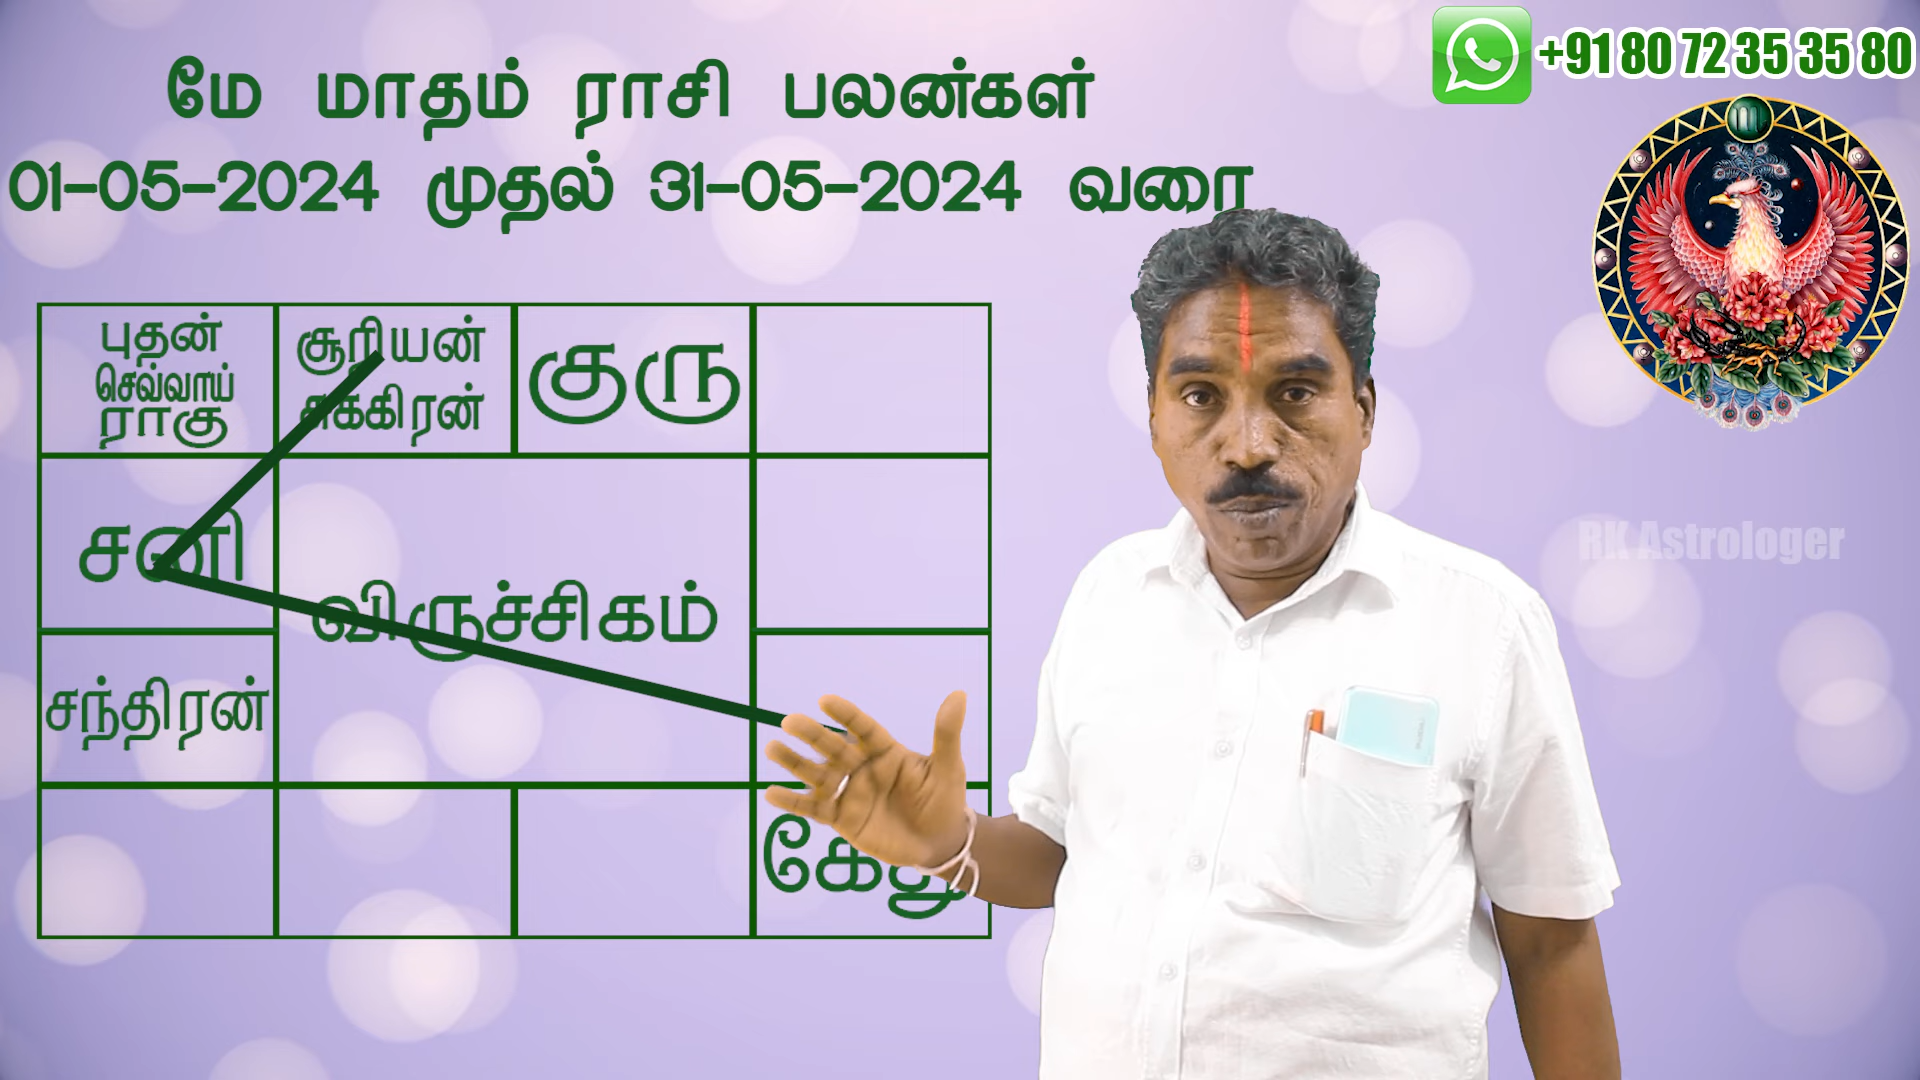 +91 80 72 35 35 80
மே மாதம் ராசி பலன்கள்
01-05-2024 முதல் 31-05-2024 வரை
புதன்
செவ்வாய்
ராகு
சூரியன்
சுக்கிரன்
குரு
சனி
விருச்சிகம்
சந்திரன்
கேது
RK Astrologer